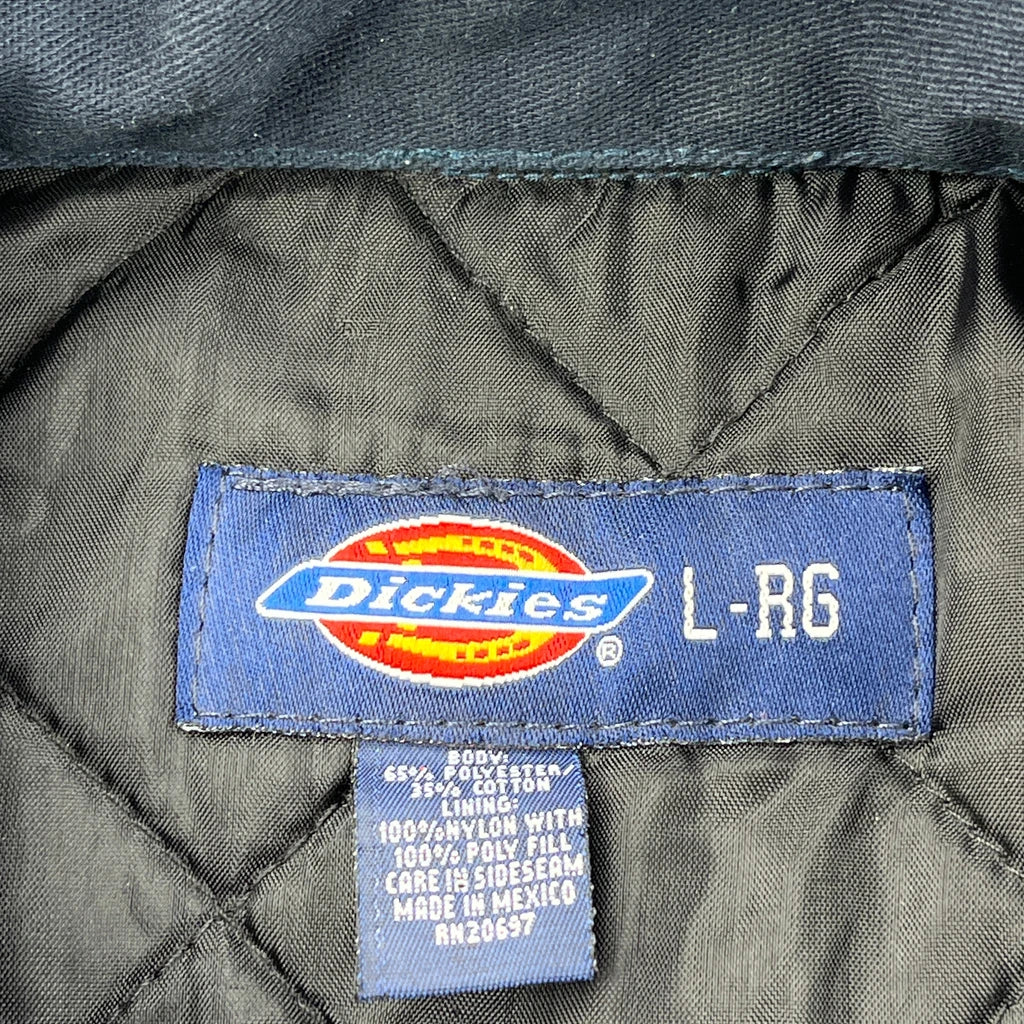 Dickies® L-RG
BODY:
65% POLYESTER/
35% COTTON
LINING:
100% NYLON WITH
100% POLY FILL
CARE IN SIDESEAM
MADE IN MEXICO
RN20697